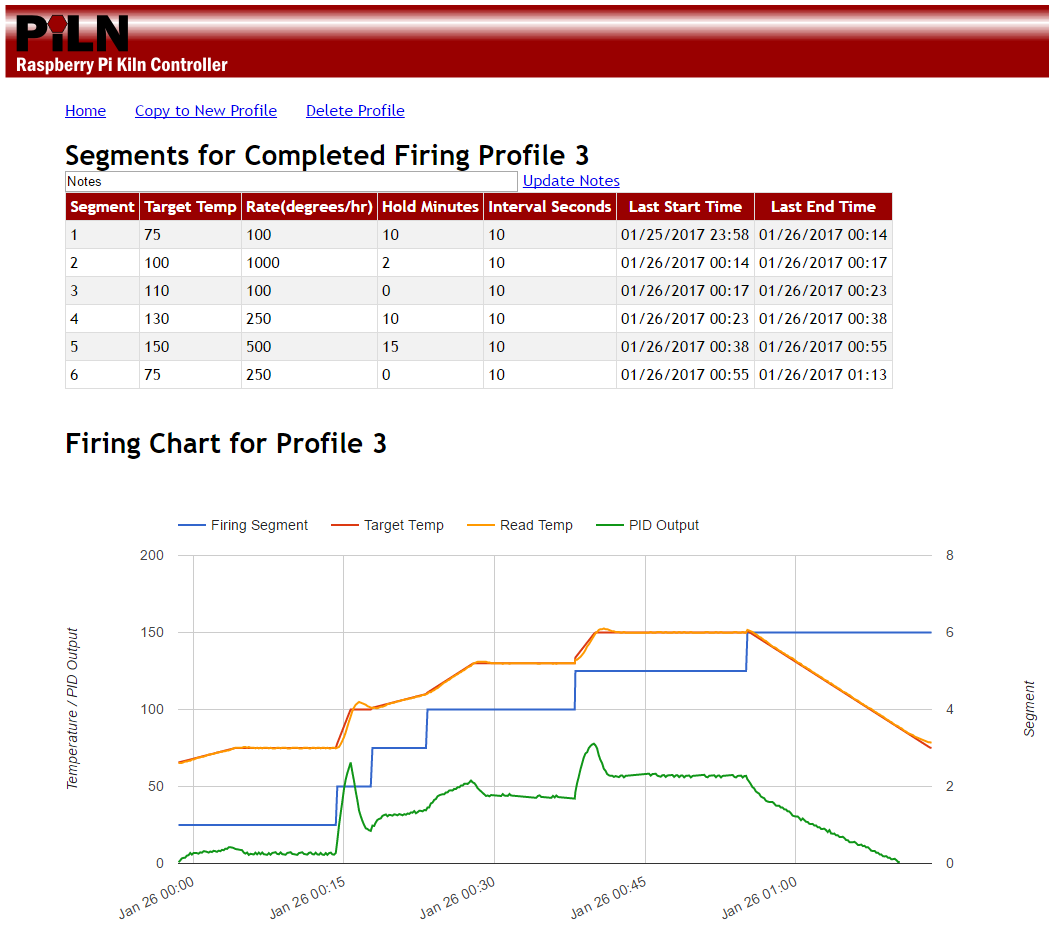 PiLN
Raspberry Pi Kiln Controller
Home Copy to New Profile Delete Profile
Segments for Completed Firing Profile 3
Notes Update Notes
Segment Target Temp Rate(degrees/hr) Hold Minutes Interval Seconds Last Start Time Last End Time
1 75 100 10 10 01/25/2017 23:58 01/26/2017 00:14
2 100 1000 2 10 01/26/2017 00:14 01/26/2017 00:17
3 110 100 0 10 01/26/2017 00:17 01/26/2017 00:23
4 130 250 10 10 01/26/2017 00:23 01/26/2017 00:38
5 150 500 15 10 01/26/2017 00:38 01/26/2017 00:55
6 75 250 0 10 01/26/2017 00:55 01/26/2017 01:13
Firing Chart for Profile 3
Firing Segment Target Temp Read Temp PID Output
200 8
150 6
100 4
50 2
0 0
Temperature / PID Output
Segment
Jan 26 00:00 Jan 26 00:15 Jan 26 00:30 Jan 26 00:45 Jan 26 01:00